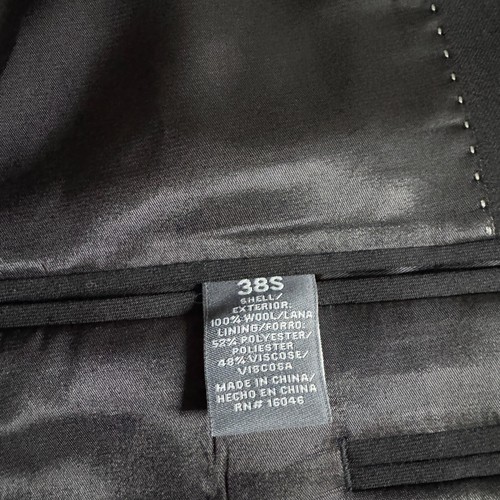 38S
SHELL/
EXTERIOR:
100% WOOL/LANA
LINING/FORRO:
52% POLYESTER/
POLIESTER
48% VISCOSE/
VISCOSA
MADE IN CHINA/
HECHO EN CHINA
RN# 16046